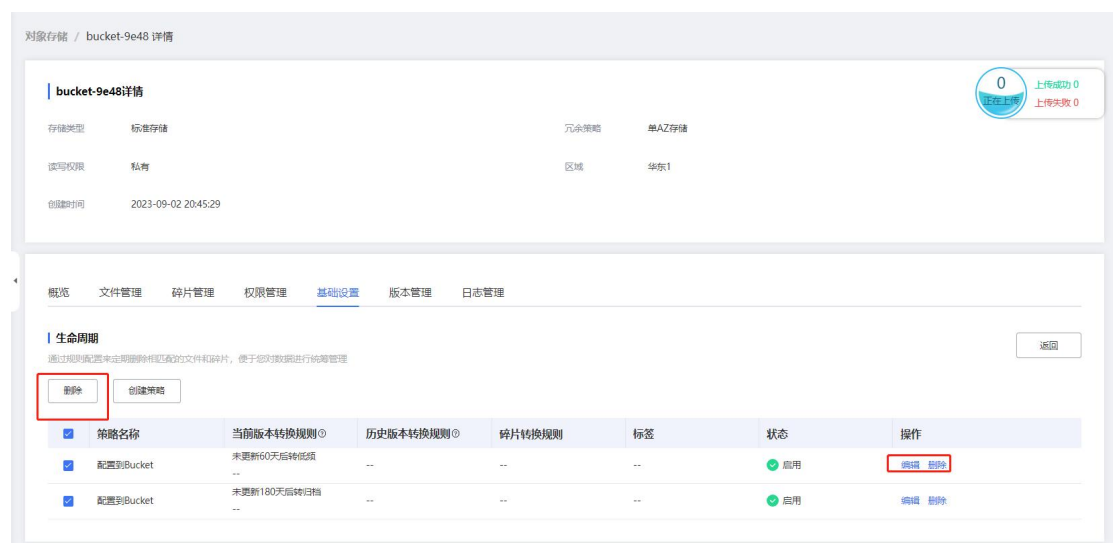 对象存储 / bucket-9e48 详情
bucket-9e48详情
0
正在上传
上传成功 0
上传失败 0
存储类型 标准存储 冗余策略 单AZ存储
读写权限 私有 区域 华东1
创建时间 2023-09-02 20:45:29
概览 文件管理 碎片管理 权限管理 基础设置 版本管理 日志管理
生命周期
返回
通过规则配置来定期删除相匹配的文件和碎片，便于您对数据进行统筹管理
删除 创建策略
策略名称 当前版本转换规则 历史版本转换规则 碎片转换规则 标签 状态 操作
配置到Bucket 未更新60天后转低频 -- -- -- 启用 编辑 删除
--
配置到Bucket 未更新180天后转归档 -- -- -- 启用 编辑 删除
--